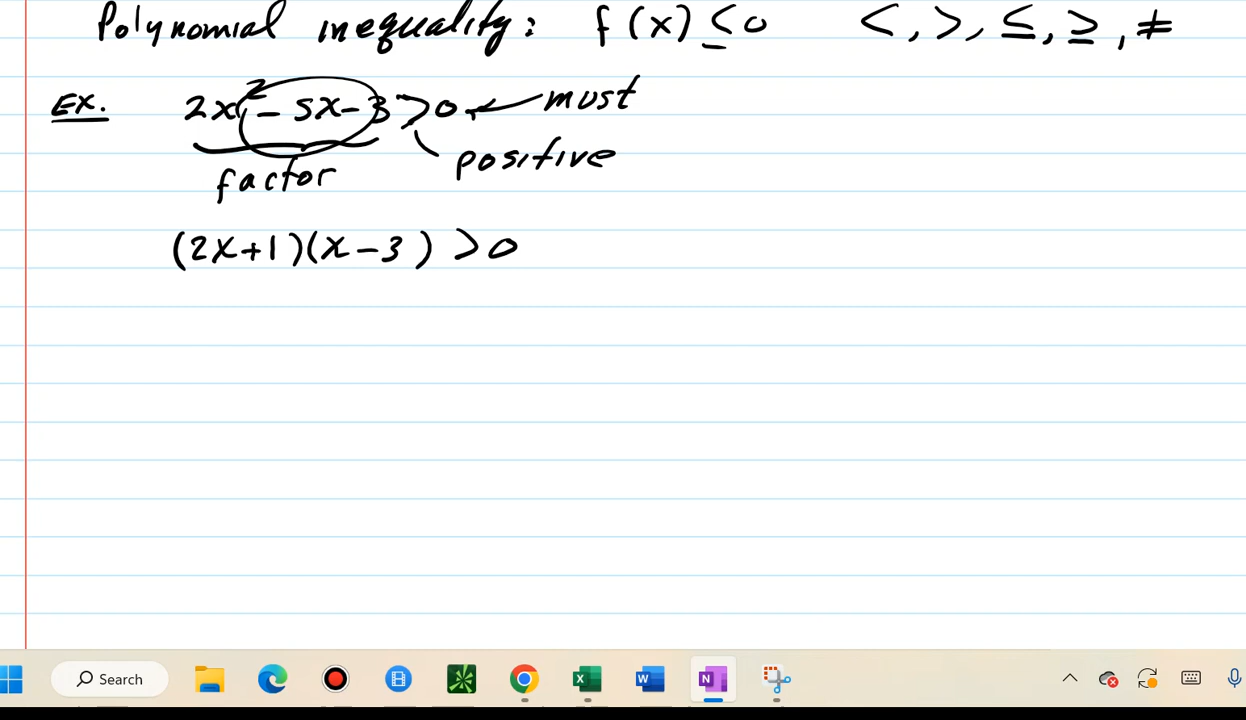 Polynomial inequality: f(x) ≤ 0 <, >, ≤, ≥, ≠
EX. 2x² - 5x - 3 > 0 ← must
positive
factor
(2x+1)(x-3) > 0
Search